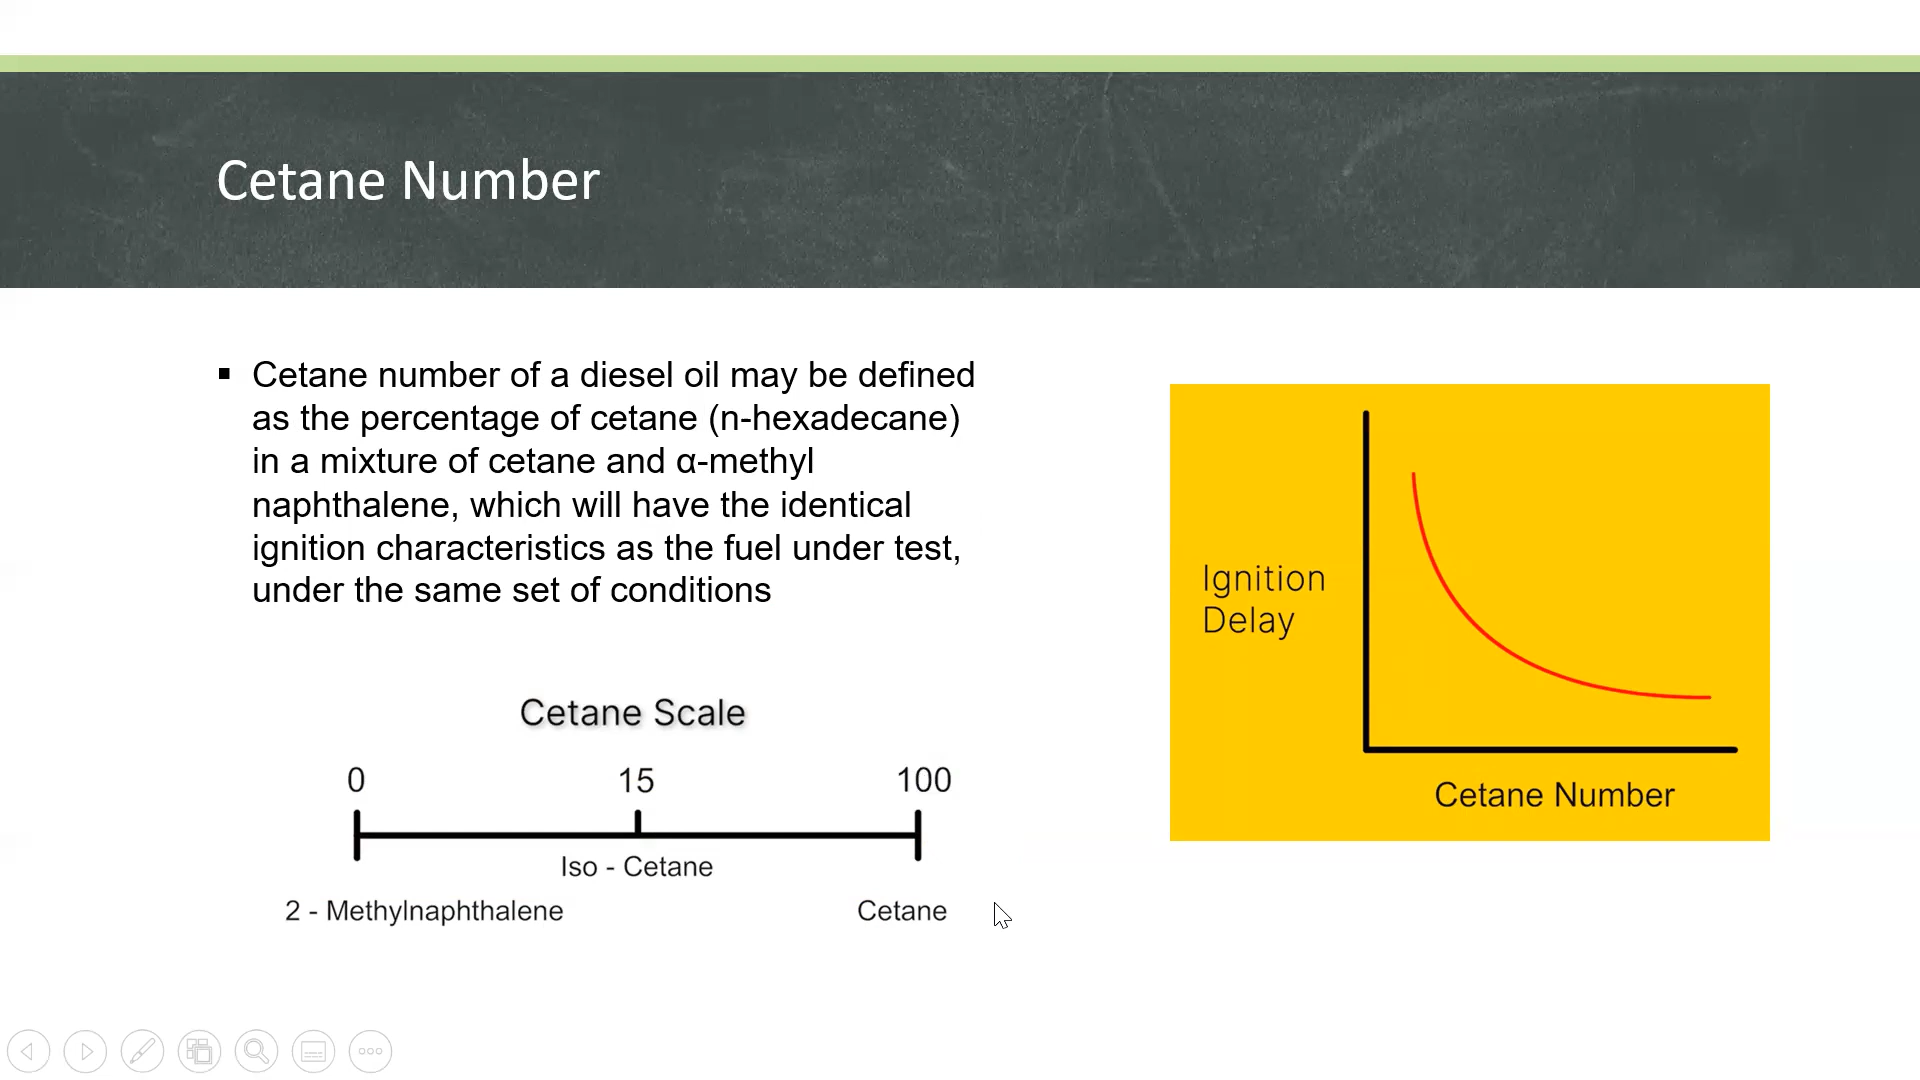 Cetane Number
▪ Cetane number of a diesel oil may be defined
as the percentage of cetane (n-hexadecane)
in a mixture of cetane and α-methyl
naphthalene, which will have the identical
ignition characteristics as the fuel under test,
under the same set of conditions
Cetane Scale
0 15 100
Iso - Cetane
2 - Methylnaphthalene Cetane
Ignition
Delay
Cetane Number